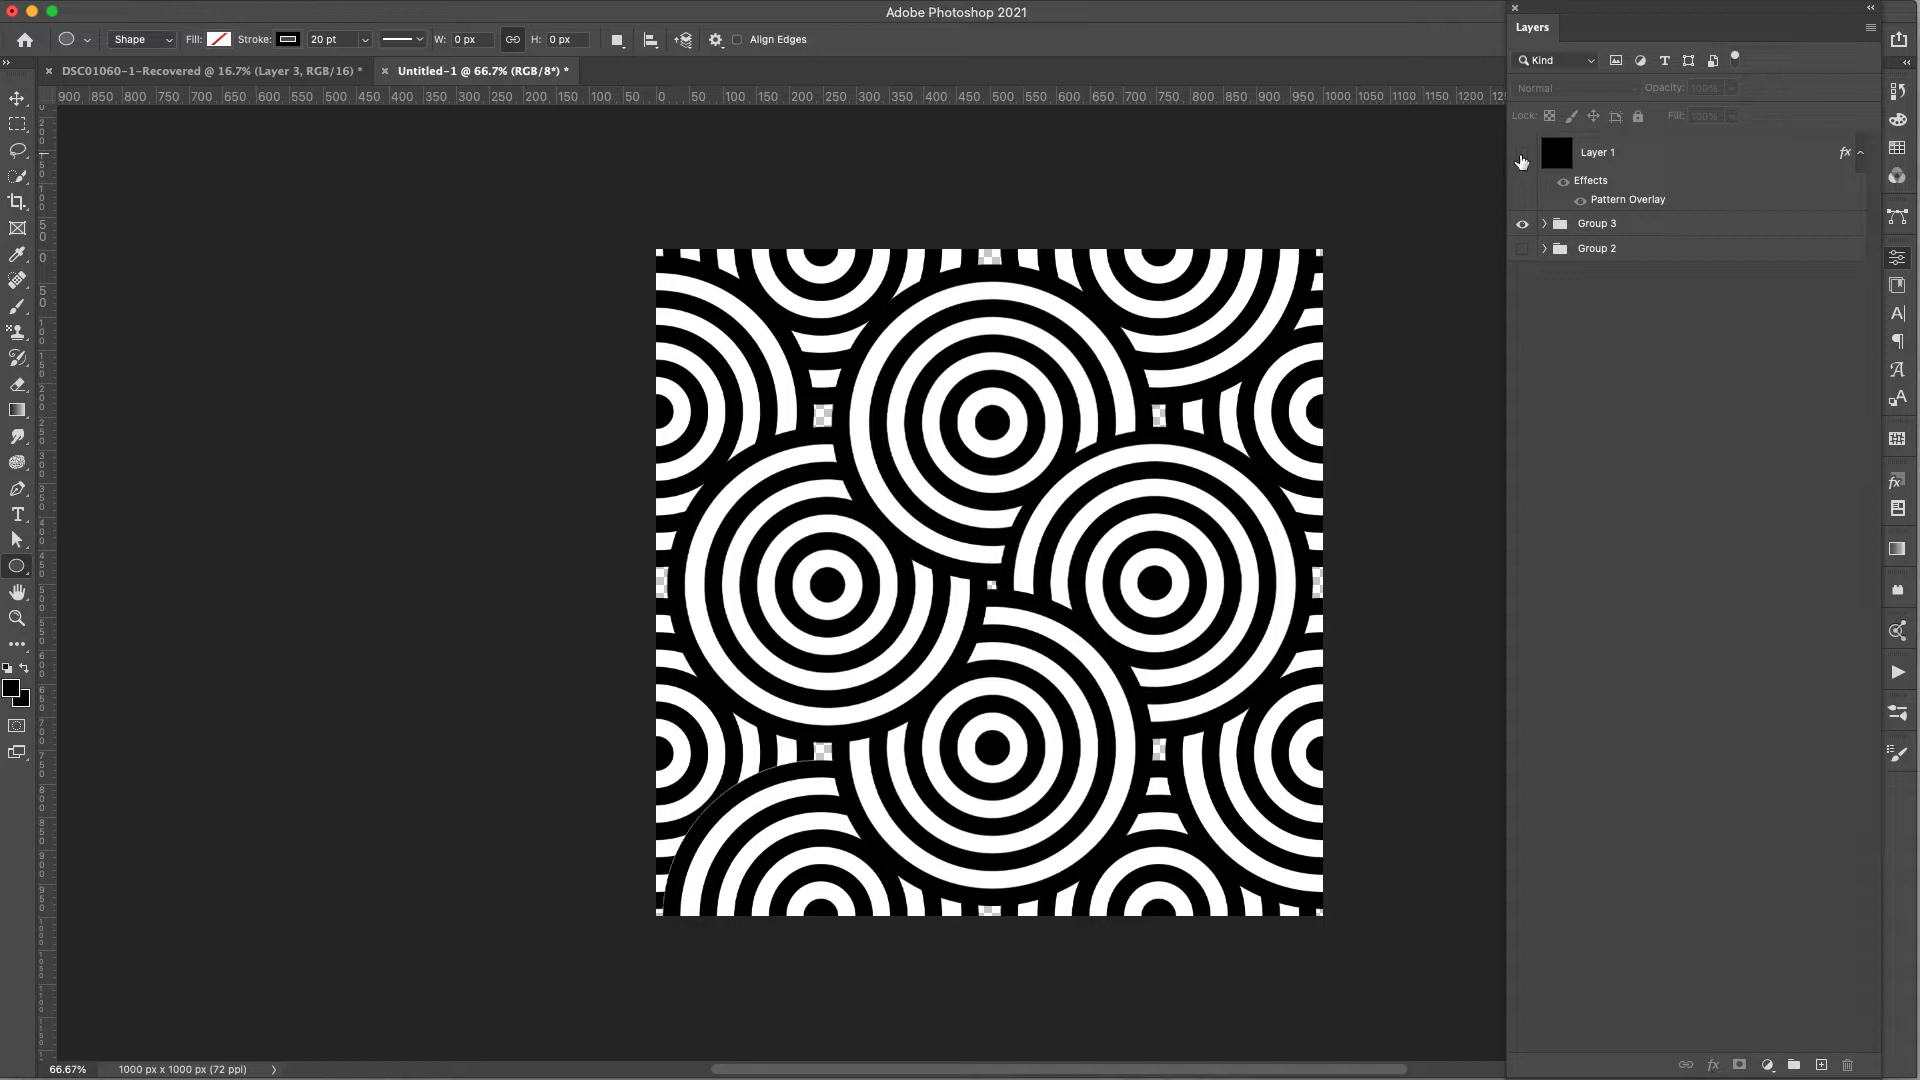 Adobe Photoshop 2021
Shape Fill: Stroke: 20 pt W: 0 px H: 0 px Align Edges
DSC01060-1-Recovered @ 16.7% (Layer 3, RGB/16) * Untitled-1 @ 66.7% (RGB/8*) *
900 850 800 750 700 650 600 550 500 450 400 350 300 250 200 150 100 50 0 50 100 150 200 250 300 350 400 450 500 550 600 650 700 750 800 850 900 950 1000 1050 1100 1150 1200
Layers
Kind
Normal Opacity: 100%
Lock: Fill: 100%
Layer 1 fx
Effects
Pattern Overlay
Group 3
Group 2
66.67% 1000 px x 1000 px (72 ppi)